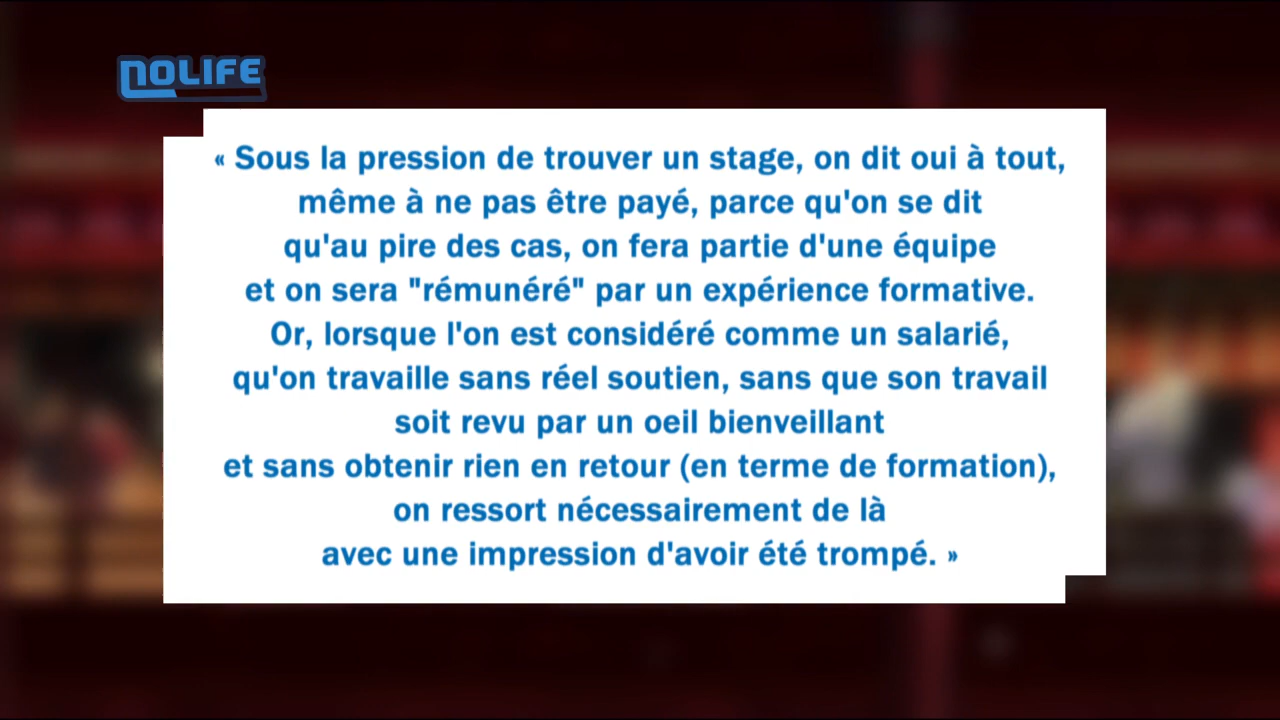 NOLIFE
« Sous la pression de trouver un stage, on dit oui à tout,
même à ne pas être payé, parce qu'on se dit
qu'au pire des cas, on fera partie d'une équipe
et on sera "rémunéré" par un expérience formative.
Or, lorsque l'on est considéré comme un salarié,
qu'on travaille sans réel soutien, sans que son travail
soit revu par un oeil bienveillant
et sans obtenir rien en retour (en terme de formation),
on ressort nécessairement de là
avec une impression d'avoir été trompé. »